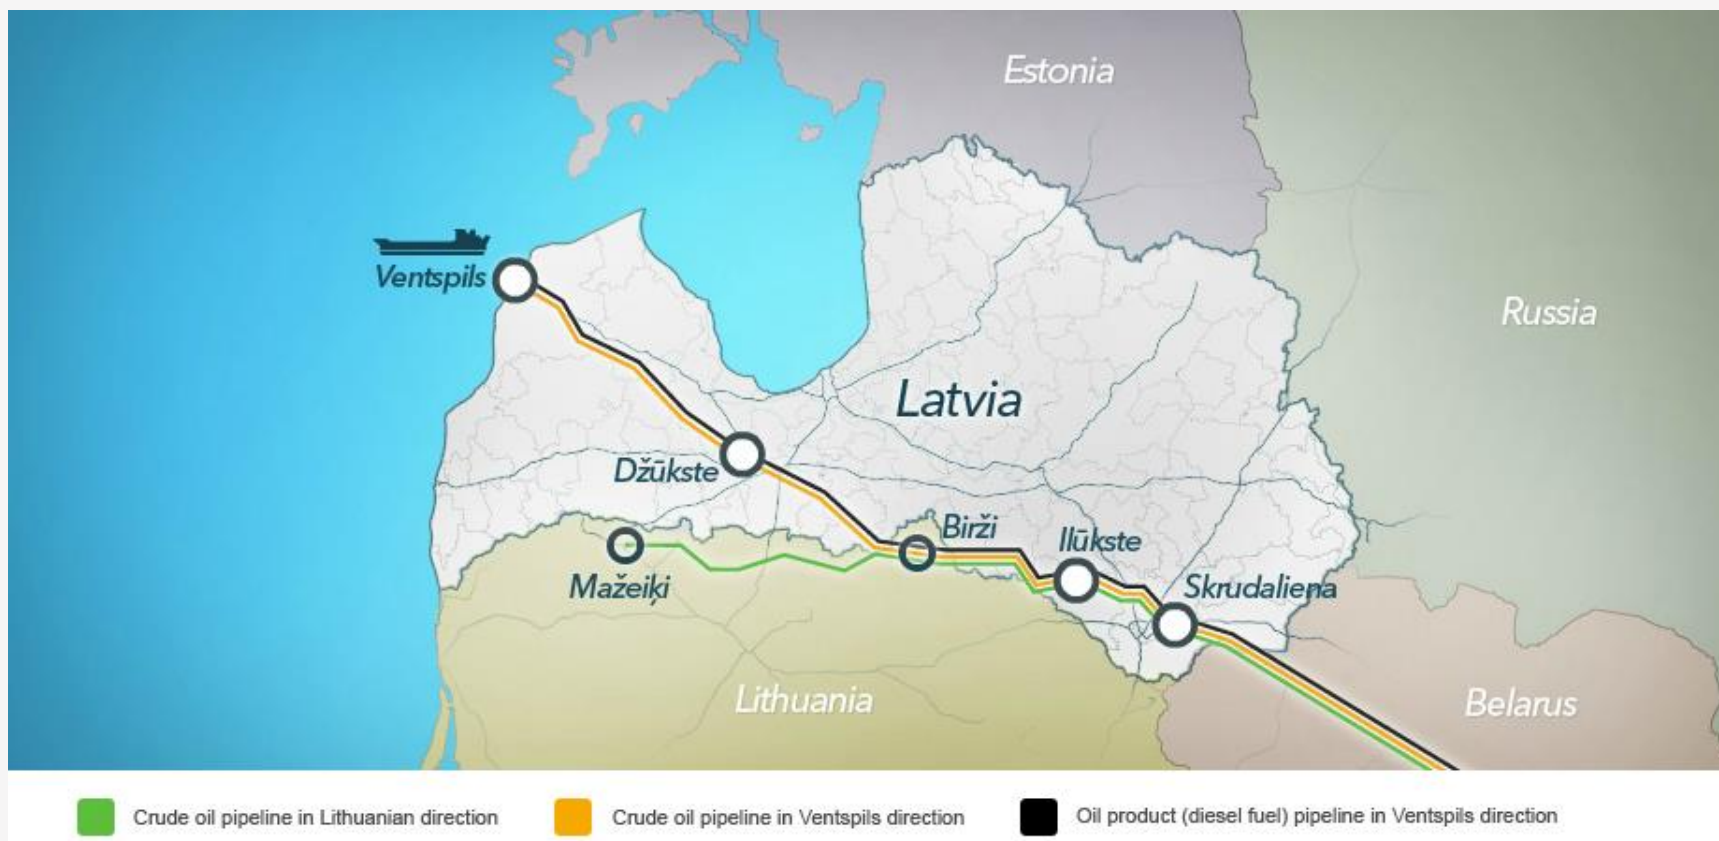 Estonia
Russia
Ventspils
Latvia
Džūkste
Birži
Ilūkste
Mažeiķi
Skrudaliena
Lithuania
Belarus
Crude oil pipeline in Lithuanian direction
Crude oil pipeline in Ventspils direction
Oil product (diesel fuel) pipeline in Ventspils direction